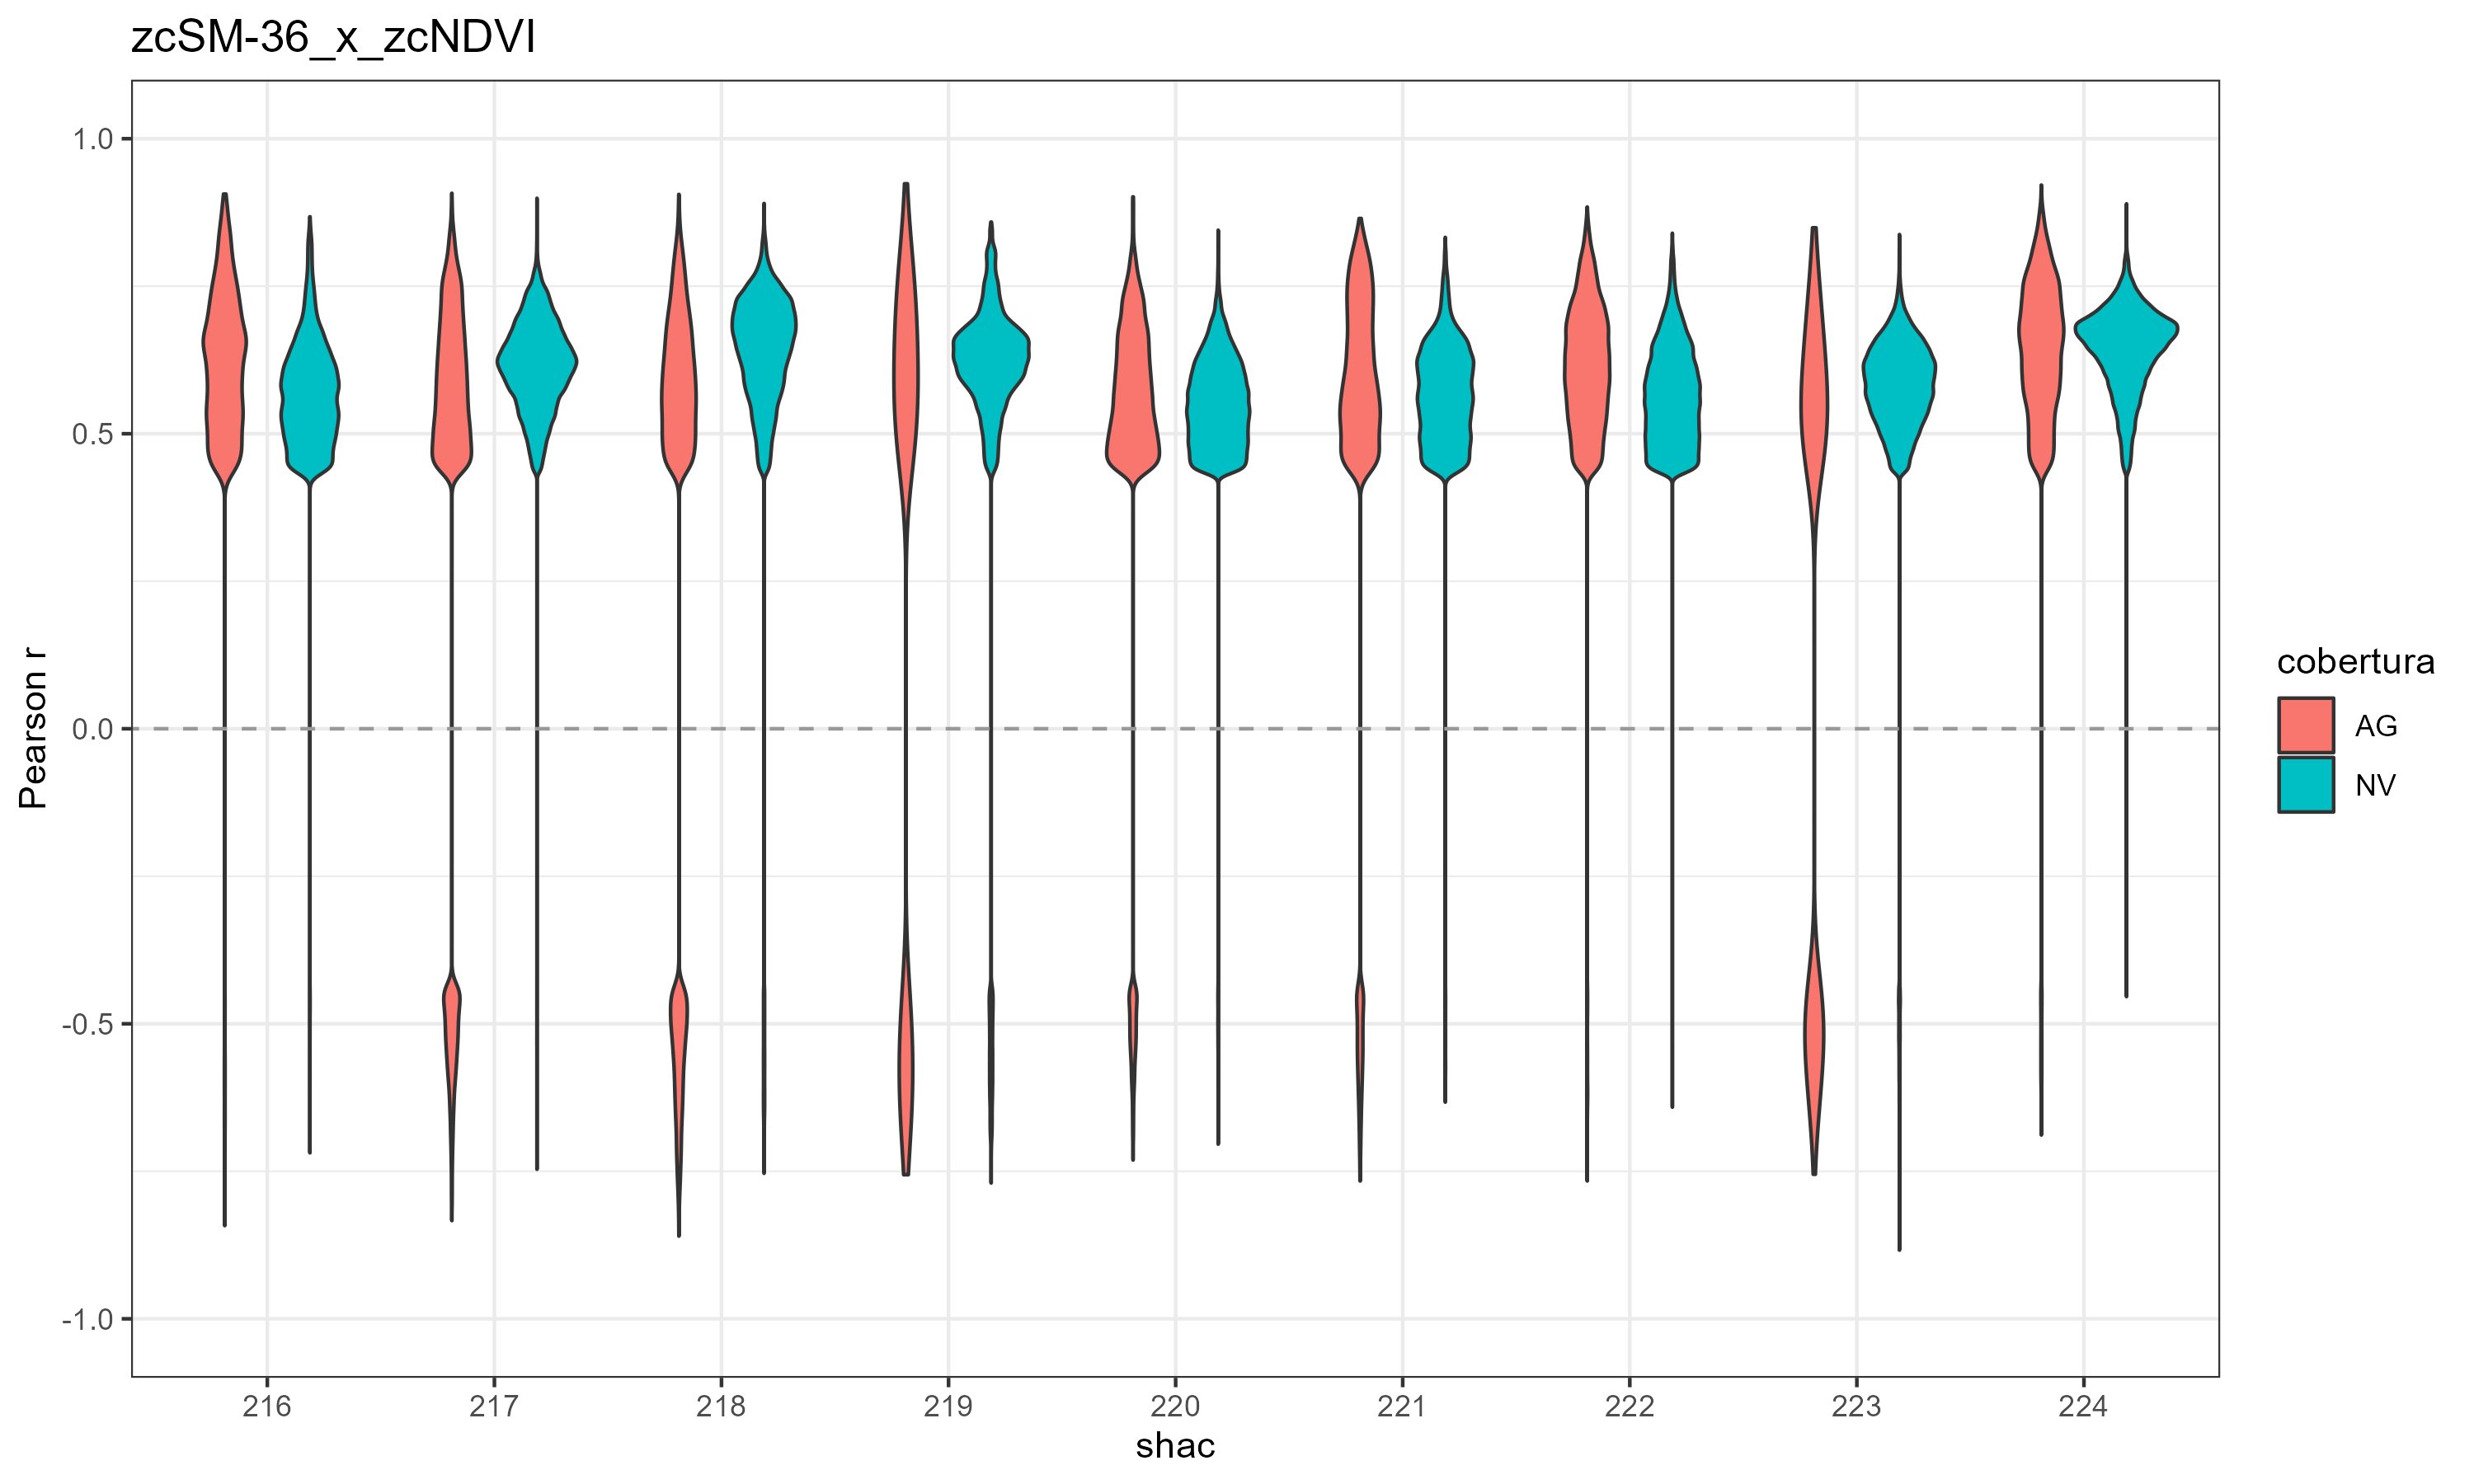 zcSM-36_x_zcNDVI
Pearson r
1.0
0.5
0.0
-0.5
-1.0
216 217 218 219 220 221 222 223 224
shac
cobertura
AG
NV